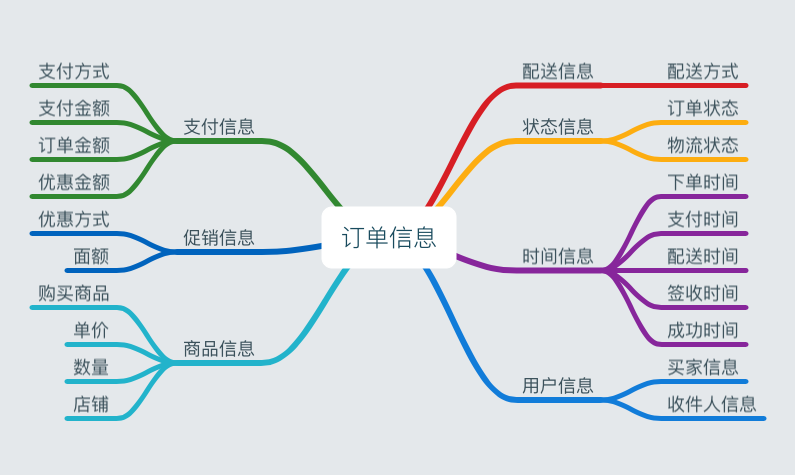 订单信息
支付信息
支付方式
支付金额
订单金额
优惠金额
促销信息
优惠方式
面额
商品信息
购买商品
单价
数量
店铺
配送信息
配送方式
状态信息
订单状态
物流状态
时间信息
下单时间
支付时间
配送时间
签收时间
成功时间
用户信息
买家信息
收件人信息